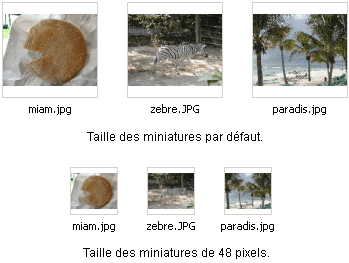 miam.jpg zebre.JPG paradis.jpg
Taille des miniatures par défaut.
miam.jpg zebre.JPG paradis.jpg
Taille des miniatures de 48 pixels.